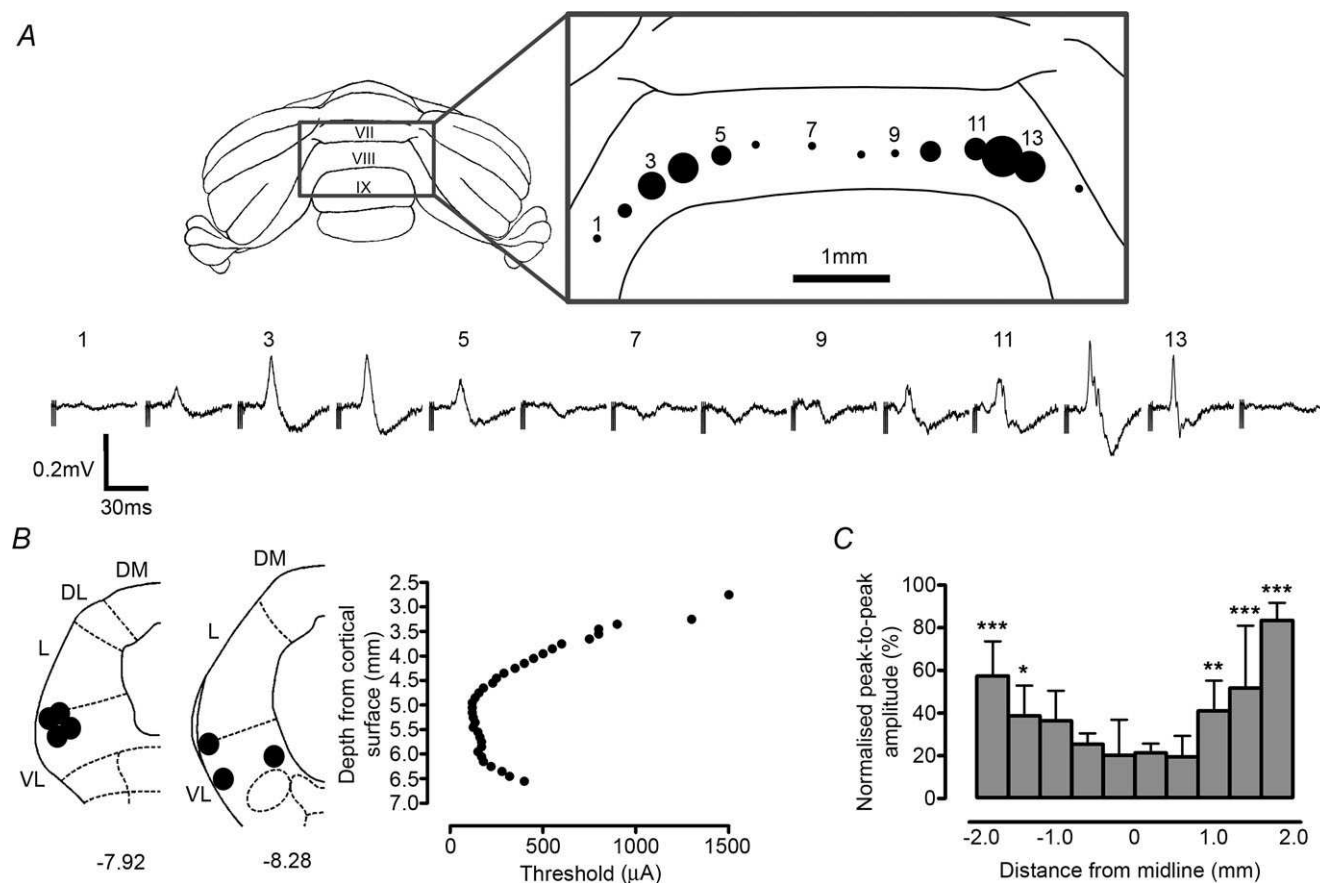 A
VII
VIII
IX
1
3
5
7
9
11
13
1mm
1 3 5 7 9 11 13
0.2mV
30ms
B
DM
DL
L
VL
-7.92
DM
L
VL
-8.28
Depth from cortical
surface (mm)
2.5
3.0
3.5
4.0
4.5
5.0
5.5
6.0
6.5
7.0
0 500 1000 1500
Threshold (μA)
C
Normalised peak-to-peak
amplitude (%)
100
80
60
40
20
0
*** * ** *** ***
-2.0 -1.0 0 1.0 2.0
Distance from midline (mm)